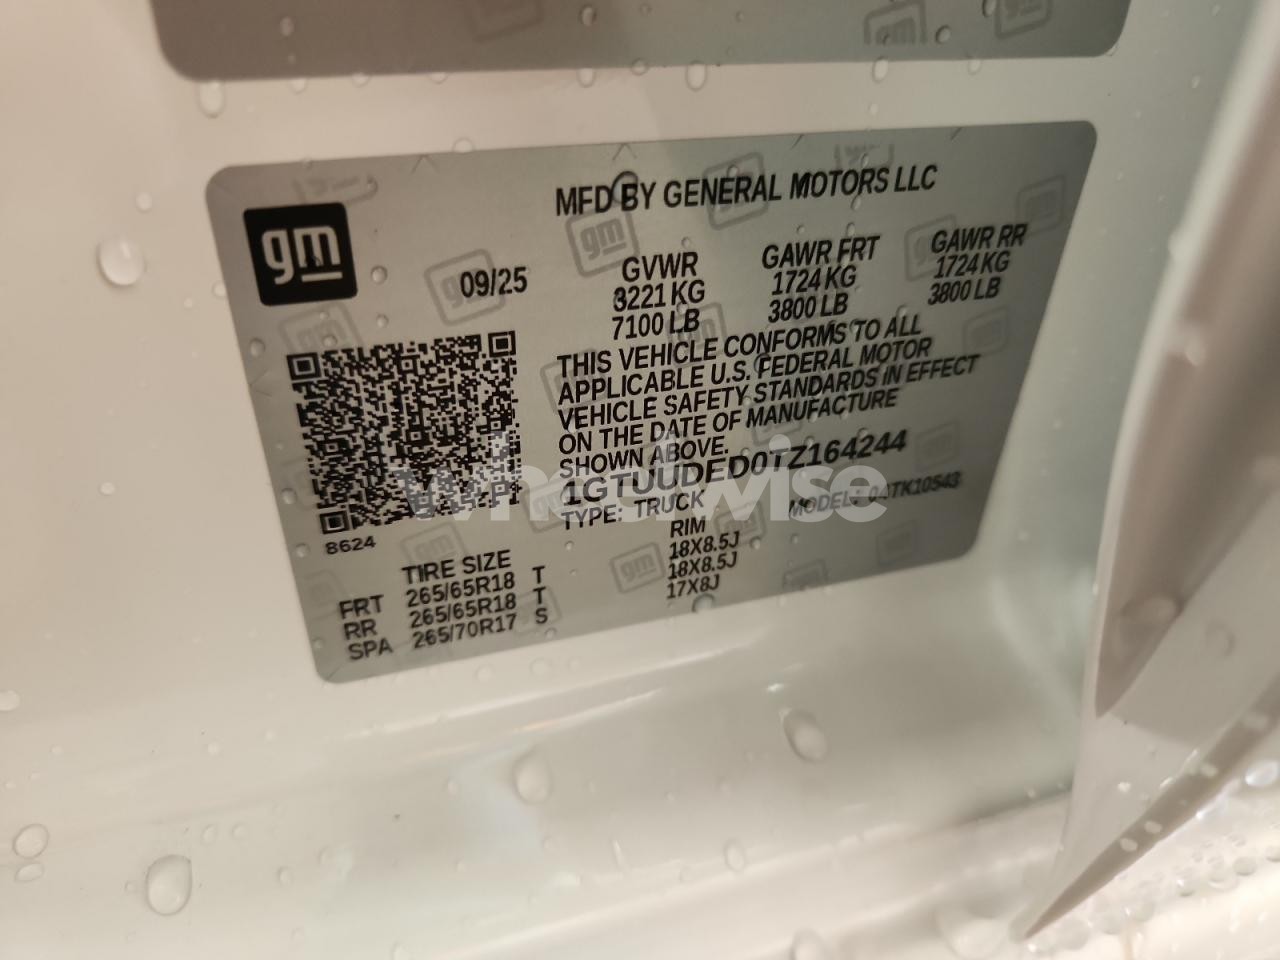 MFD BY GENERAL MOTORS LLC
gm
09/25
GVWR GAWR FRT GAWR RR
3221 KG 1724 KG 1724 KG
7100 LB 3800 LB 3800 LB
THIS VEHICLE CONFORMS TO ALL
APPLICABLE U.S. FEDERAL MOTOR
VEHICLE SAFETY STANDARDS IN EFFECT
ON THE DATE OF MANUFACTURE
SHOWN ABOVE.
1GTUUDED0TZ164244
TYPE: TRUCK MODEL:
wheelwise
8624
TIRE SIZE RIM
FRT 265/65R18 T 18X8.5J
RR 265/65R18 T 18X8.5J
SPA 265/70R17 S 17X8J